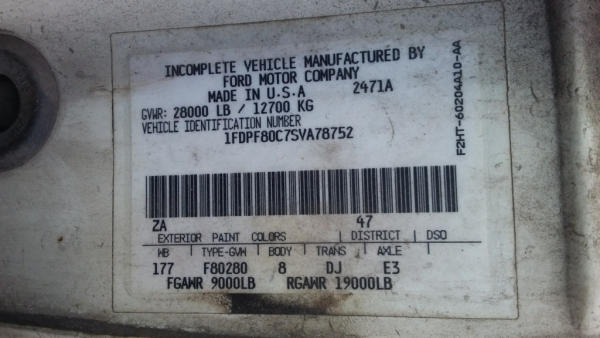 INCOMPLETE VEHICLE MANUFACTURED BY
FORD MOTOR COMPANY
MADE IN U.S.A 2471A
GVWR: 28000 LB / 12700 KG
VEHICLE IDENTIFICATION NUMBER
1FDPF80C7SVA78752
F2HT-60204A10-AA
ZA 47
EXTERIOR PAINT COLORS DISTRICT DSO
WB TYPE-GVW BODY TRANS AXLE
177 F80280 8 DJ E3
FGAWR 9000LB RGAWR 19000LB